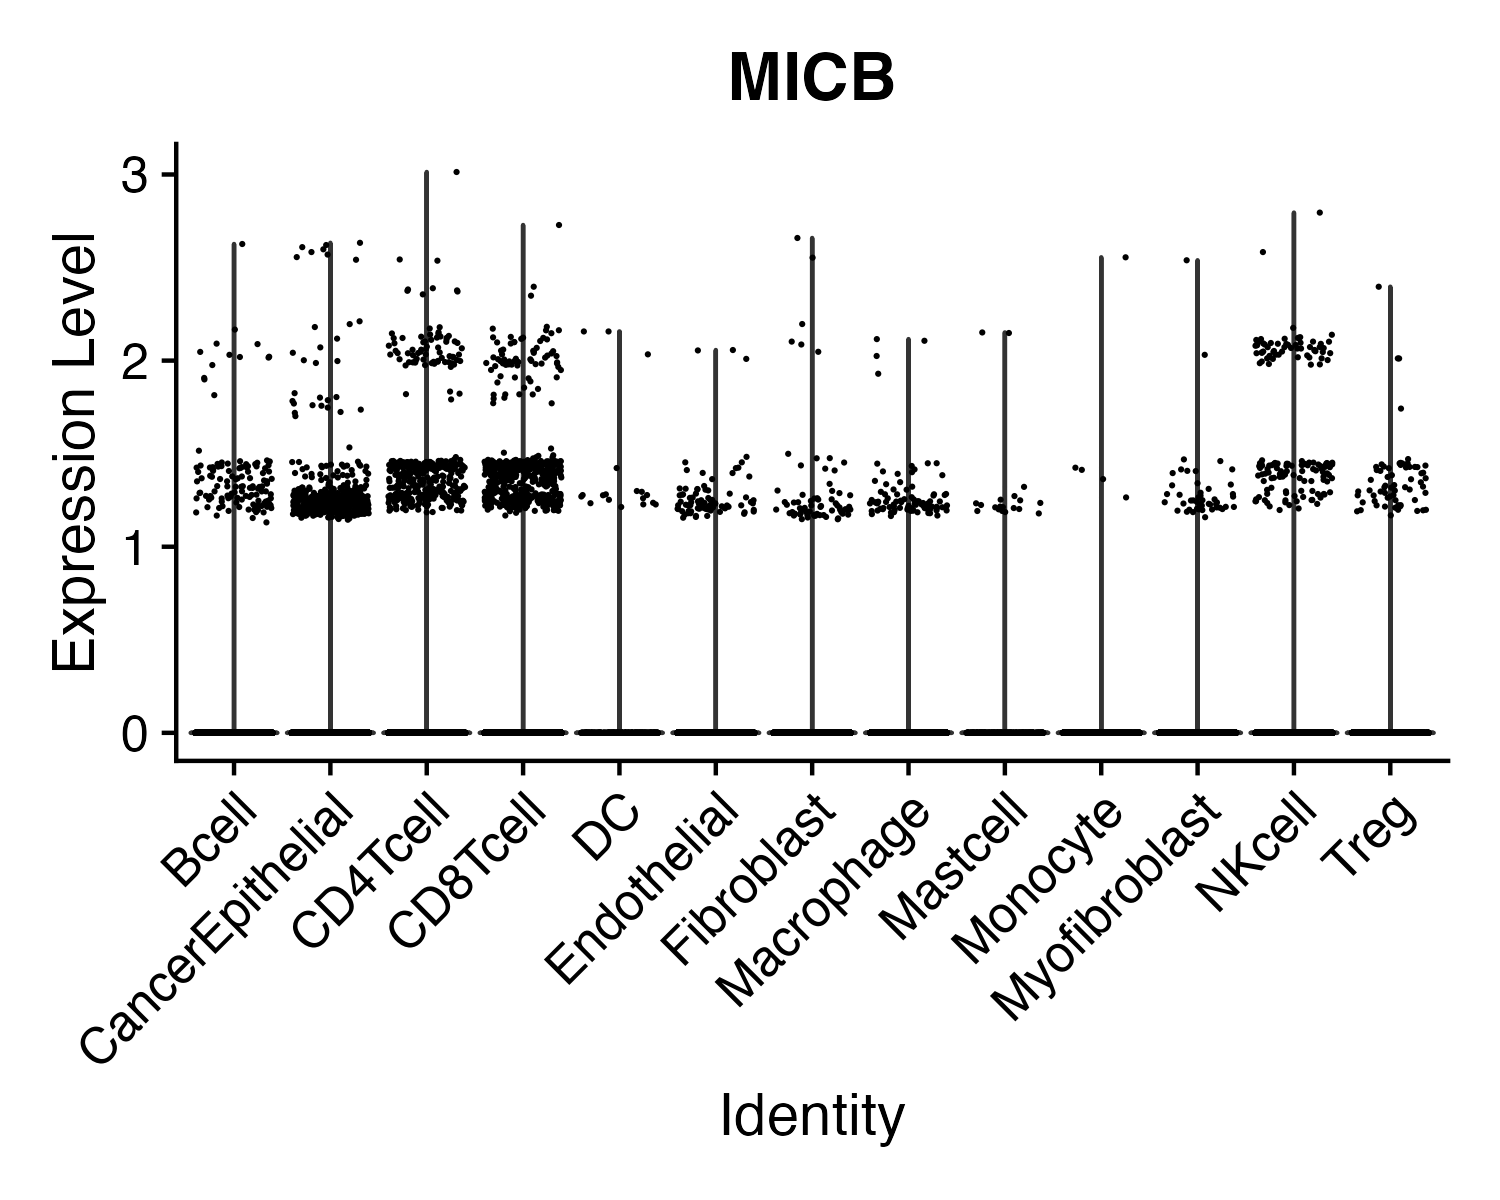 MICB
Expression Level
3
2
1
0
Bcell
CancerEpithelial
CD4Tcell
CD8Tcell
DC
Endothelial
Fibroblast
Macrophage
Mastcell
Monocyte
Myofibroblast
NKcell
Treg
Identity